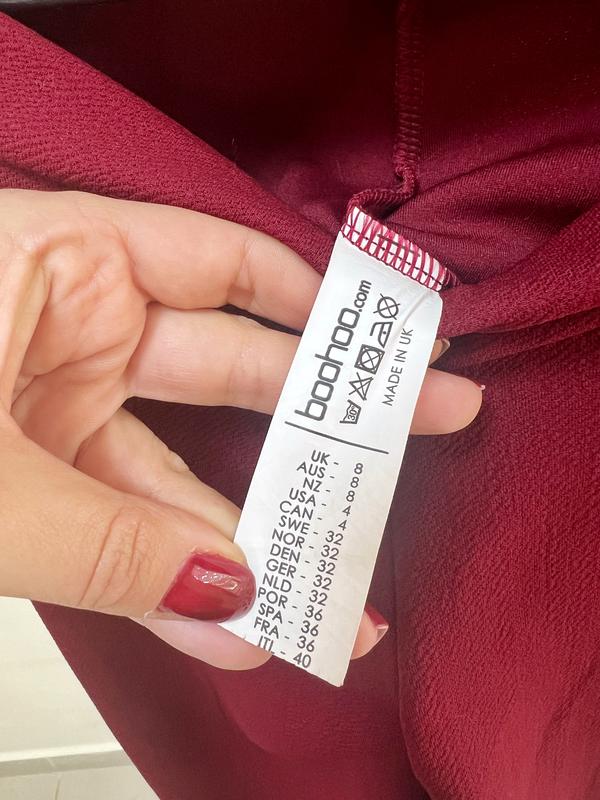 boohoo.com
30°
MADE IN UK
UK - 8
AUS - 8
NZ - 8
USA - 4
CAN - 4
SWE - 32
NOR - 32
DEN - 32
GER - 32
NLD - 32
POR - 36
SPA - 36
FRA - 36
ITL - 40